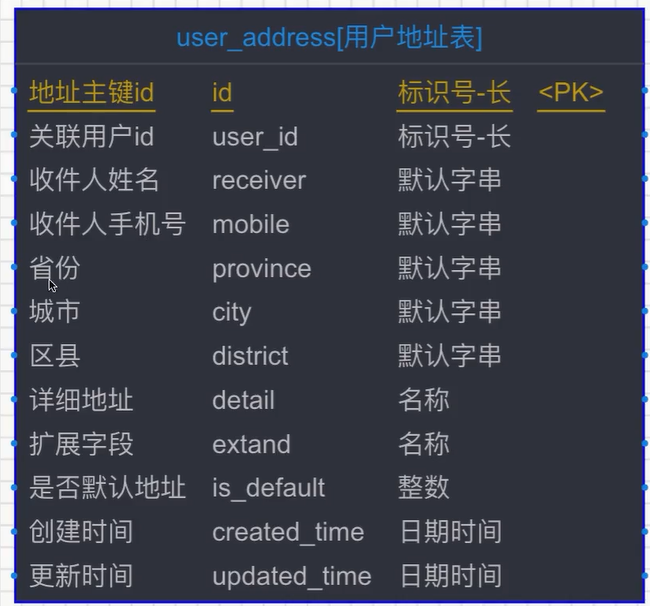 user_address[用户地址表]
地址主键id id 标识号-长 <PK>
关联用户id user_id 标识号-长
收件人姓名 receiver 默认字串
收件人手机号 mobile 默认字串
省份 province 默认字串
城市 city 默认字串
区县 district 默认字串
详细地址 detail 名称
扩展字段 extand 名称
是否默认地址 is_default 整数
创建时间 created_time 日期时间
更新时间 updated_time 日期时间